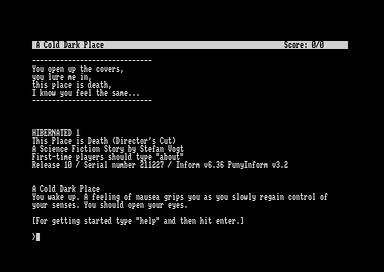 A Cold Dark Place Score: 0/0
------------------------------
You open up the covers,
you lure me in,
this place is death,
I know you feel the same...
------------------------------
HIBERNATED 1
This Place is Death (Director's Cut)
A Science Fiction Story by Stefan Vogt
First-time players should type "about"
Release 10 / Serial number 211227 / Inform v6.36 PunyInform v3.2
A Cold Dark Place
You wake up. A feeling of nausea grips you as you slowly regain control of
your senses. You should open your eyes.
[For getting started type "help" and then hit enter.]
>